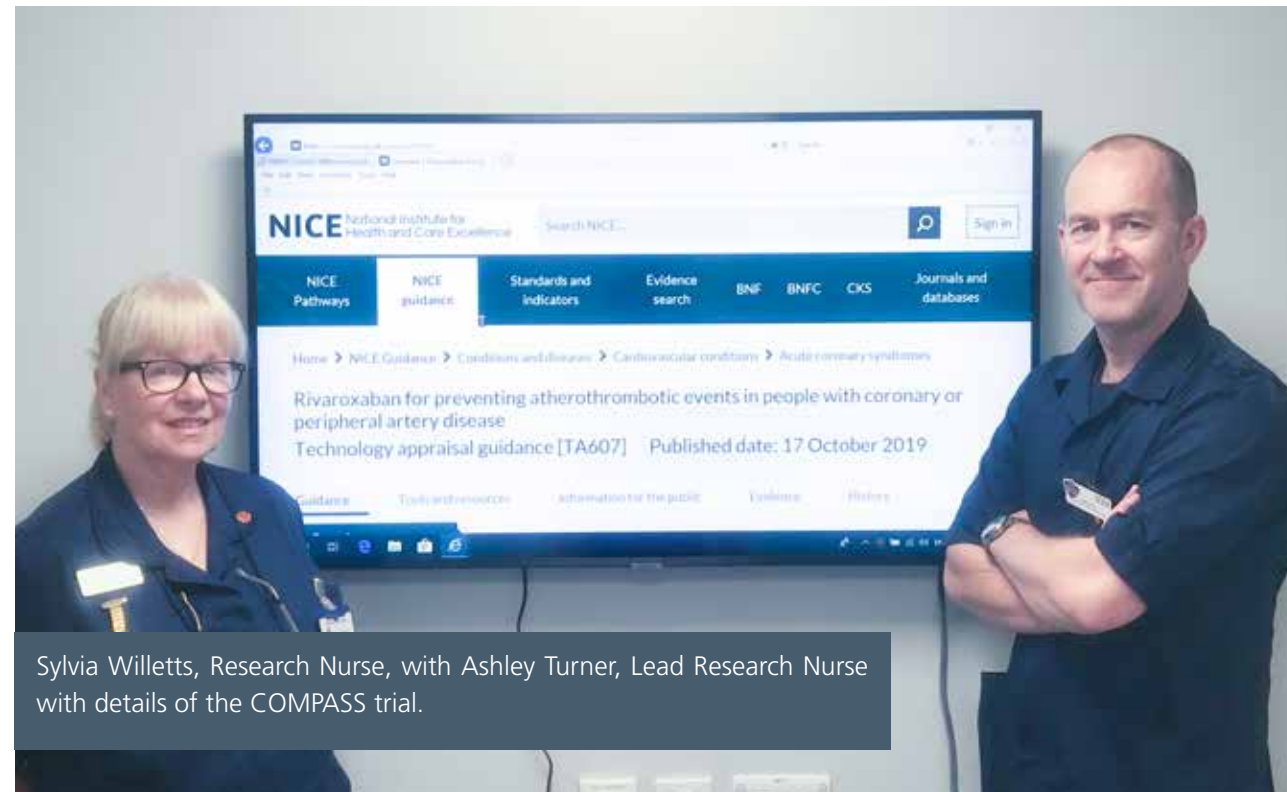 NICE National Institute for
Health and Care Excellence
Search NICE...
Sign in
NICE
Pathways
NICE
guidance
Standards and
indicators
Evidence
search
BNF
BNFC
CKS
Journals and
databases
Home > NICE Guidance > Conditions and diseases > Cardiovascular conditions > Acute coronary syndromes
Rivaroxaban for preventing atherothrombotic events in people with coronary or
peripheral artery disease
Technology appraisal guidance [TA607] Published date: 17 October 2019
Guidance
Tools and resources
Information for the public
Evidence
History
Sylvia Willetts, Research Nurse, with Ashley Turner, Lead Research Nurse
with details of the COMPASS trial.